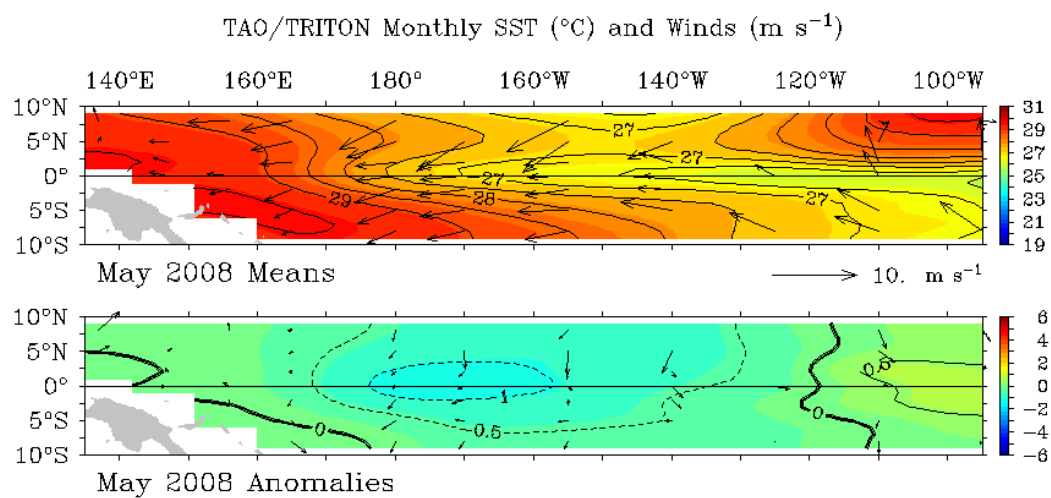 TAO/TRITON Monthly SST (°C) and Winds (m s⁻¹)
140°E 160°E 180° 160°W 140°W 120°W 100°W
10°N
5°N
0°
5°S
10°S
27
27
27
29
28
27
31
29
27
25
23
21
19
May 2008 Means
10. m s⁻¹
10°N
5°N
0°
5°S
10°S
0.5
1
0
0.5
0
6
4
2
0
-2
-4
-6
May 2008 Anomalies